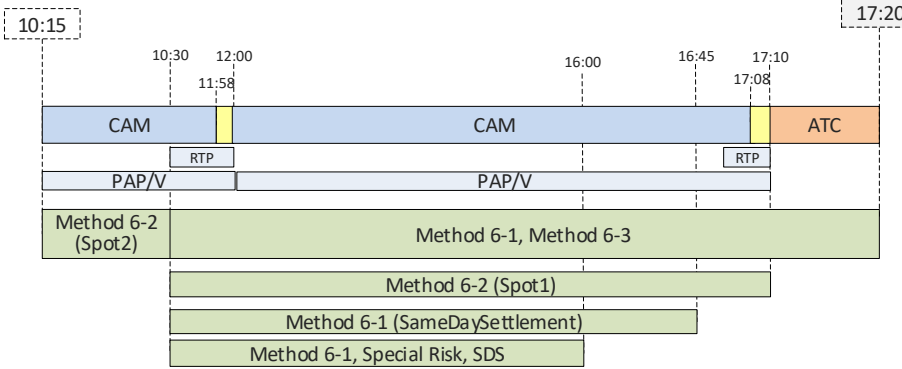 10:15
17:20
10:30
12:00
16:00
16:45
17:10
11:58
17:08
CAM
CAM
ATC
RTP
RTP
PAP/V
PAP/V
Method 6-2
(Spot2)
Method 6-1, Method 6-3
Method 6-2 (Spot1)
Method 6-1 (SameDaySettlement)
Method 6-1, Special Risk, SDS